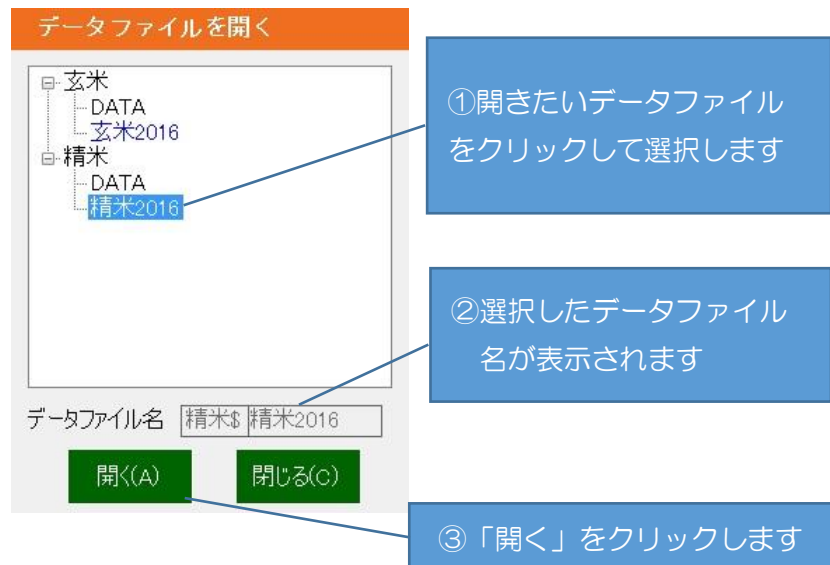 データファイルを開く
玄米
DATA
玄米2016
精米
DATA
精米2016
データファイル名 精米$ 精米2016
開く(A) 閉じる(C)
①開きたいデータファイル
をクリックして選択します
②選択したデータファイル
名が表示されます
③「開く」をクリックします